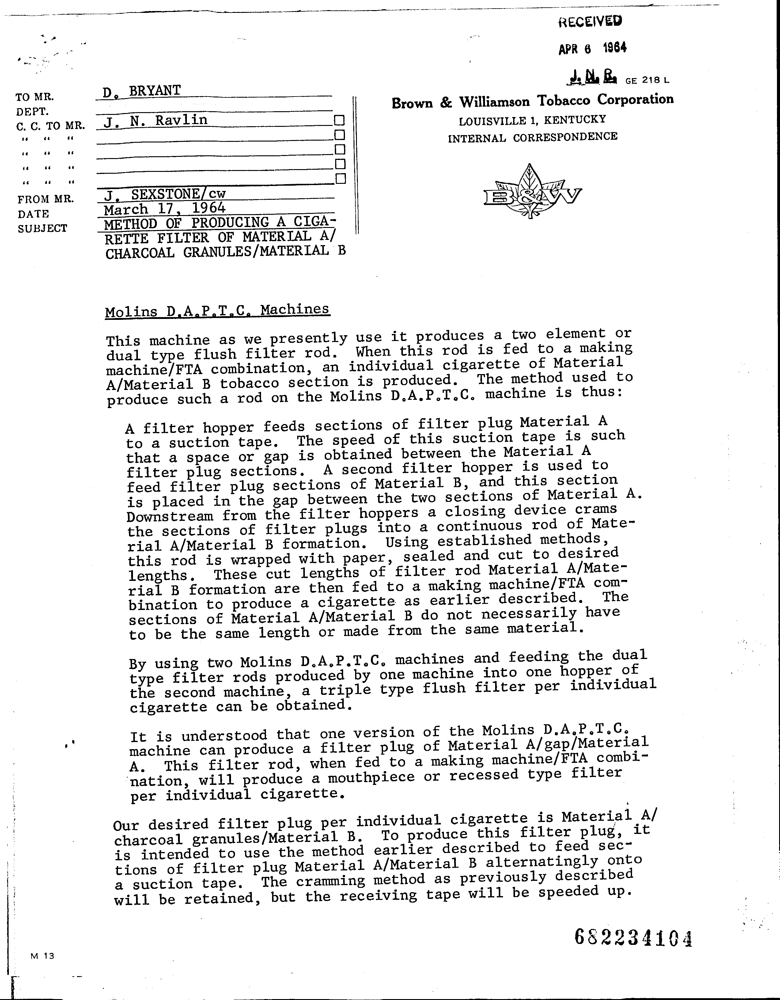 RECEIVED
APR 6 1964
J.N.R. GE 218 L
TO MR. D. BRYANT
DEPT.
C. C. TO MR. J. N. Ravlin
" " "
" " "
" " "
" " "
FROM MR. J. SEXSTONE/cw
DATE March 17, 1964
SUBJECT METHOD OF PRODUCING A CIGA-
RETTE FILTER OF MATERIAL A/
CHARCOAL GRANULES/MATERIAL B
Brown & Williamson Tobacco Corporation
LOUISVILLE 1, KENTUCKY
INTERNAL CORRESPONDENCE
B&W
Molins D.A.P.T.C. Machines
This machine as we presently use it produces a two element or
dual type flush filter rod. When this rod is fed to a making
machine/FTA combination, an individual cigarette of Material
A/Material B tobacco section is produced. The method used to
produce such a rod on the Molins D.A.P.T.C. machine is thus:
A filter hopper feeds sections of filter plug Material A
to a suction tape. The speed of this suction tape is such
that a space or gap is obtained between the Material A
filter plug sections. A second filter hopper is used to
feed filter plug sections of Material B, and this section
is placed in the gap between the two sections of Material A.
Downstream from the filter hoppers a closing device crams
the sections of filter plugs into a continuous rod of Mate-
rial A/Material B formation. Using established methods,
this rod is wrapped with paper, sealed and cut to desired
lengths. These cut lengths of filter rod Material A/Mate-
rial B formation are then fed to a making machine/FTA com-
bination to produce a cigarette as earlier described. The
sections of Material A/Material B do not necessarily have
to be the same length or made from the same material.
By using two Molins D.A.P.T.C. machines and feeding the dual
type filter rods produced by one machine into one hopper of
the second machine, a triple type flush filter per individual
cigarette can be obtained.
It is understood that one version of the Molins D.A.P.T.C.
machine can produce a filter plug of Material A/gap/Material
A. This filter rod, when fed to a making machine/FTA combi-
nation, will produce a mouthpiece or recessed type filter
per individual cigarette.
Our desired filter plug per individual cigarette is Material A/
charcoal granules/Material B. To produce this filter plug, it
is intended to use the method earlier described to feed sec-
tions of filter plug Material A/Material B alternatingly onto
a suction tape. The cramming method as previously described
will be retained, but the receiving tape will be speeded up.
682234104
M 13